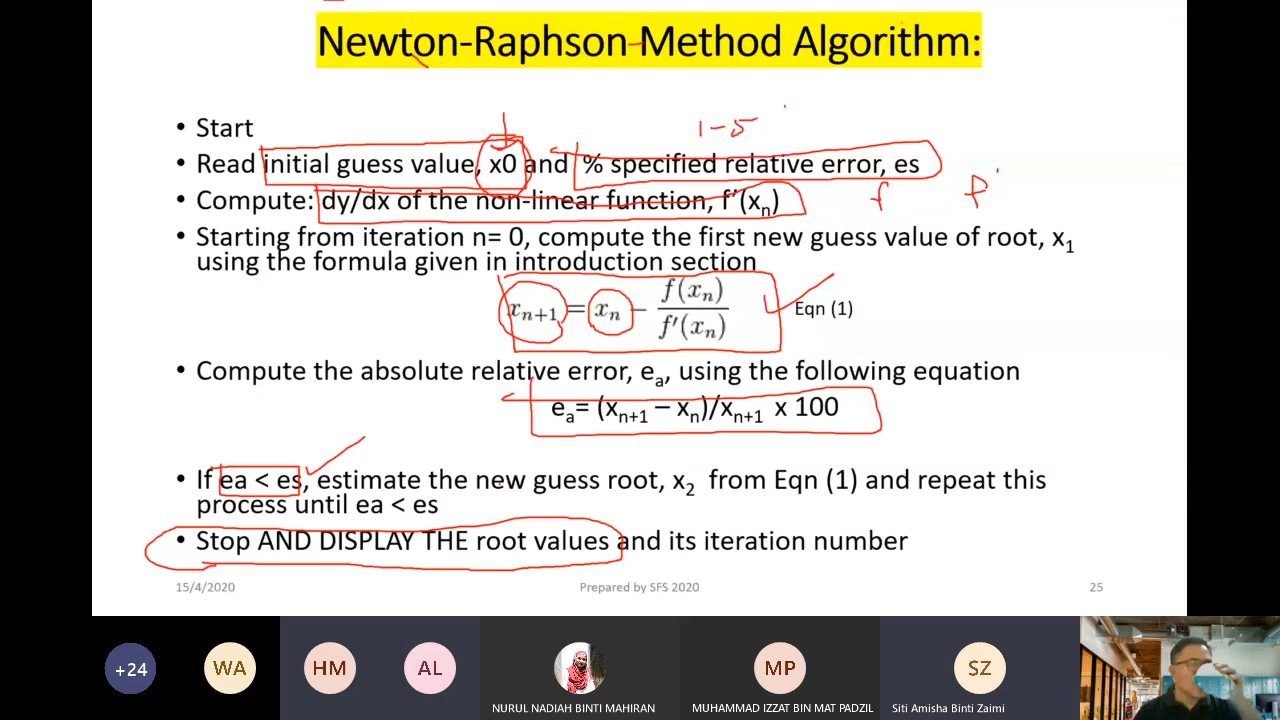 Newton-Raphson Method Algorithm:
1-5
• Start
• Read initial guess value, x0 and % specified relative error, es
• Compute: dy/dx of the non-linear function, f'(xₙ)
f f'
• Starting from iteration n= 0, compute the first new guess value of root, x₁
using the formula given in introduction section
xₙ₊₁ = xₙ − f(xₙ) / f′(xₙ) Eqn (1)
• Compute the absolute relative error, eₐ, using the following equation
eₐ= (xₙ₊₁ – xₙ)/xₙ₊₁ x 100
• If ea < es, estimate the new guess root, x₂ from Eqn (1) and repeat this
process until ea < es
• Stop AND DISPLAY THE root values and its iteration number
15/4/2020 Prepared by SFS 2020 25
+24 WA HM AL MP SZ
NURUL NADIAH BINTI MAHIRAN MUHAMMAD IZZAT BIN MAT PADZIL Siti Amisha Binti Zaimi